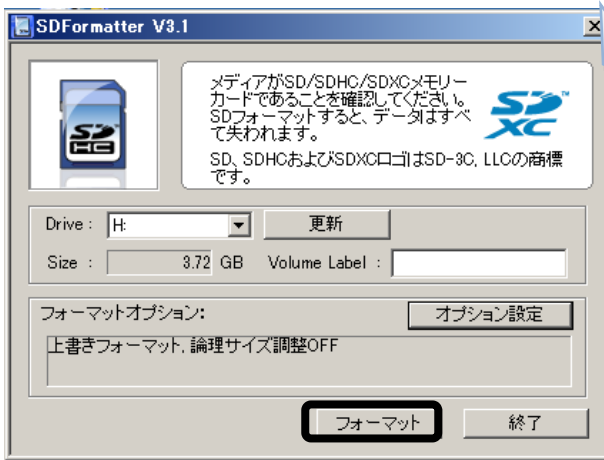 SDFormatter V3.1
メディアがSD/SDHC/SDXCメモリー
カードであることを確認してください。
SDフォーマットすると、データはすべ
て失われます。
SD、SDHCおよびSDXCロゴはSD-3C, LLCの商標
です。
SD
HC
SD
XC™
Drive : H: 更新
Size : 3.72 GB Volume Label :
フォーマットオプション: オプション設定
上書きフォーマット, 論理サイズ調整OFF
フォーマット 終了